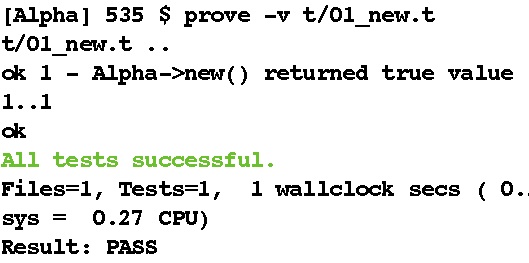 [Alpha] 535 $ prove -v t/01_new.t
t/01_new.t ..
ok 1 - Alpha->new() returned true value
1..1
ok
All tests successful.
Files=1, Tests=1,  1 wallclock secs ( 0..
sys =  0.27 CPU)
Result: PASS